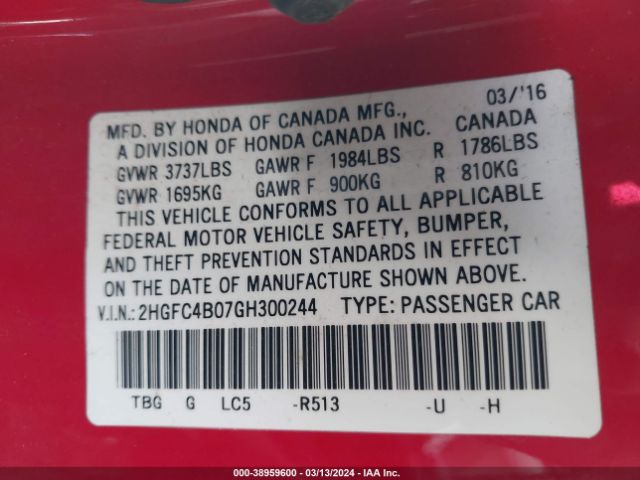 MFD. BY HONDA OF CANADA MFG., 03/'16
A DIVISION OF HONDA CANADA INC. CANADA
GVWR 3737LBS GAWR F 1984LBS R 1786LBS
GVWR 1695KG GAWR F 900KG R 810KG
THIS VEHICLE CONFORMS TO ALL APPLICABLE
FEDERAL MOTOR VEHICLE SAFETY, BUMPER,
AND THEFT PREVENTION STANDARDS IN EFFECT
ON THE DATE OF MANUFACTURE SHOWN ABOVE.
V.I.N.: 2HGFC4B07GH300244 TYPE: PASSENGER CAR
TBG G LC5 -R513 -U -H
000-38959600 - 03/13/2024 - IAA Inc.